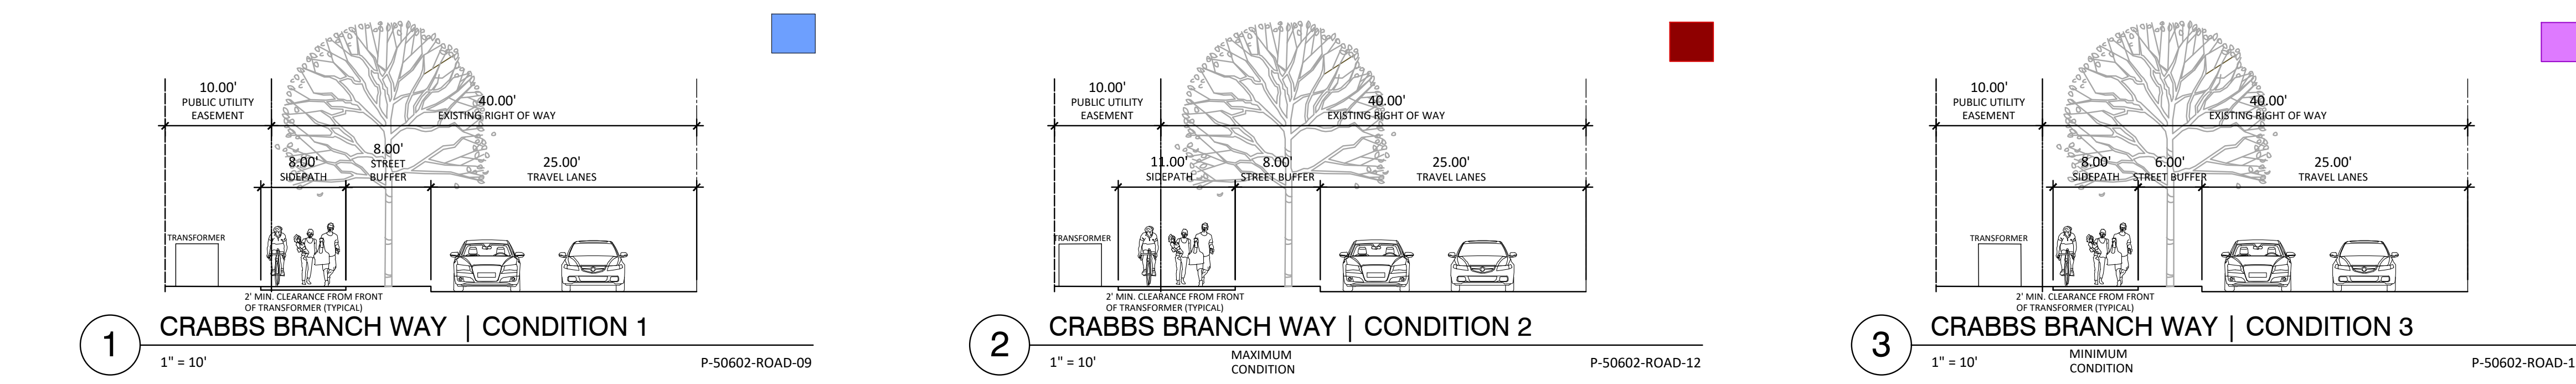 10.00'
PUBLIC UTILITY
EASEMENT
40.00'
EXISTING RIGHT OF WAY
8.00'
SIDEPATH
8.00'
STREET
BUFFER
25.00'
TRAVEL LANES
TRANSFORMER
2' MIN. CLEARANCE FROM FRONT
OF TRANSFORMER (TYPICAL)
1
CRABBS BRANCH WAY | CONDITION 1
1" = 10'
P-50602-ROAD-09
10.00'
PUBLIC UTILITY
EASEMENT
40.00'
EXISTING RIGHT OF WAY
11.00'
SIDEPATH
8.00'
STREET BUFFER
25.00'
TRAVEL LANES
TRANSFORMER
2' MIN. CLEARANCE FROM FRONT
OF TRANSFORMER (TYPICAL)
2
CRABBS BRANCH WAY | CONDITION 2
1" = 10'
MAXIMUM
CONDITION
P-50602-ROAD-12
10.00'
PUBLIC UTILITY
EASEMENT
40.00'
EXISTING RIGHT OF WAY
8.00'
SIDEPATH
6.00'
STREET BUFFER
25.00'
TRAVEL LANES
TRANSFORMER
2' MIN. CLEARANCE FROM FRONT
OF TRANSFORMER (TYPICAL)
3
CRABBS BRANCH WAY | CONDITION 3
1" = 10'
MINIMUM
CONDITION
P-50602-ROAD-1